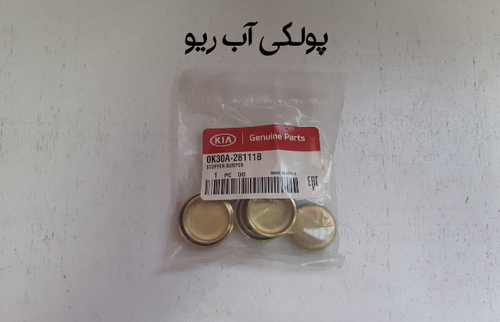 پولکی آب ریو
KIA Genuine Parts
0K30A-28111B
STOPPER-BUMPER
1 PC 00
MADE IN KOREA
EAC